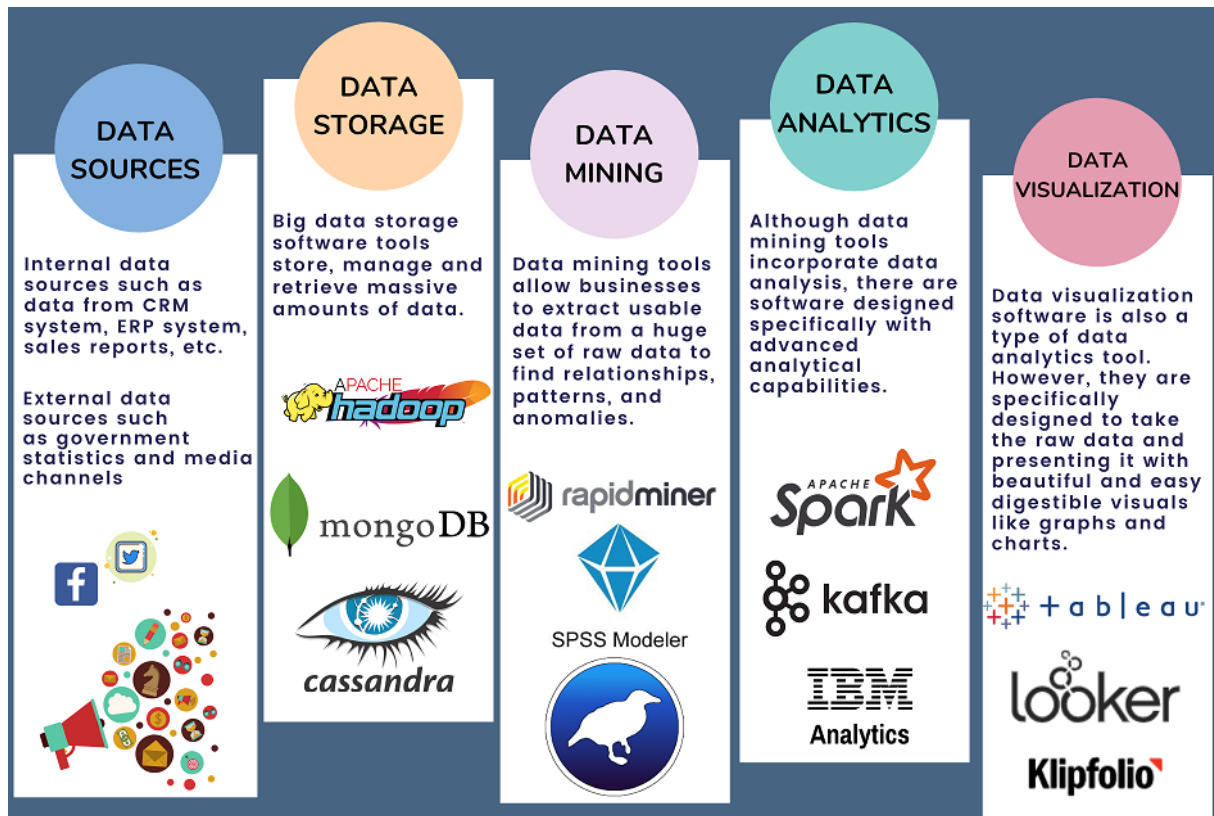 DATA
SOURCES
Internal data
sources such as
data from CRM
system, ERP system,
sales reports, etc.
External data
sources such
as government
statistics and media
channels
f
DATA
STORAGE
Big data storage
software tools
store, manage and
retrieve massive
amounts of data.
APACHE
hadoop
mongoDB
cassandra
DATA
MINING
Data mining tools
allow businesses
to extract usable
data from a huge
set of raw data to
find relationships,
patterns, and
anomalies.
rapidminer
SPSS Modeler
DATA
ANALYTICS
Although data
mining tools
incorporate data
analysis, there are
software designed
specifically with
advanced
analytical
capabilities.
APACHE
Spark
kafka
IBM
Analytics
DATA
VISUALIZATION
Data visualization
software is also a
type of data
analytics tool.
However, they are
specifically
designed to take
the raw data and
presenting it with
beautiful and easy
digestible visuals
like graphs and
charts.
+ableau
looker
Klipfolio